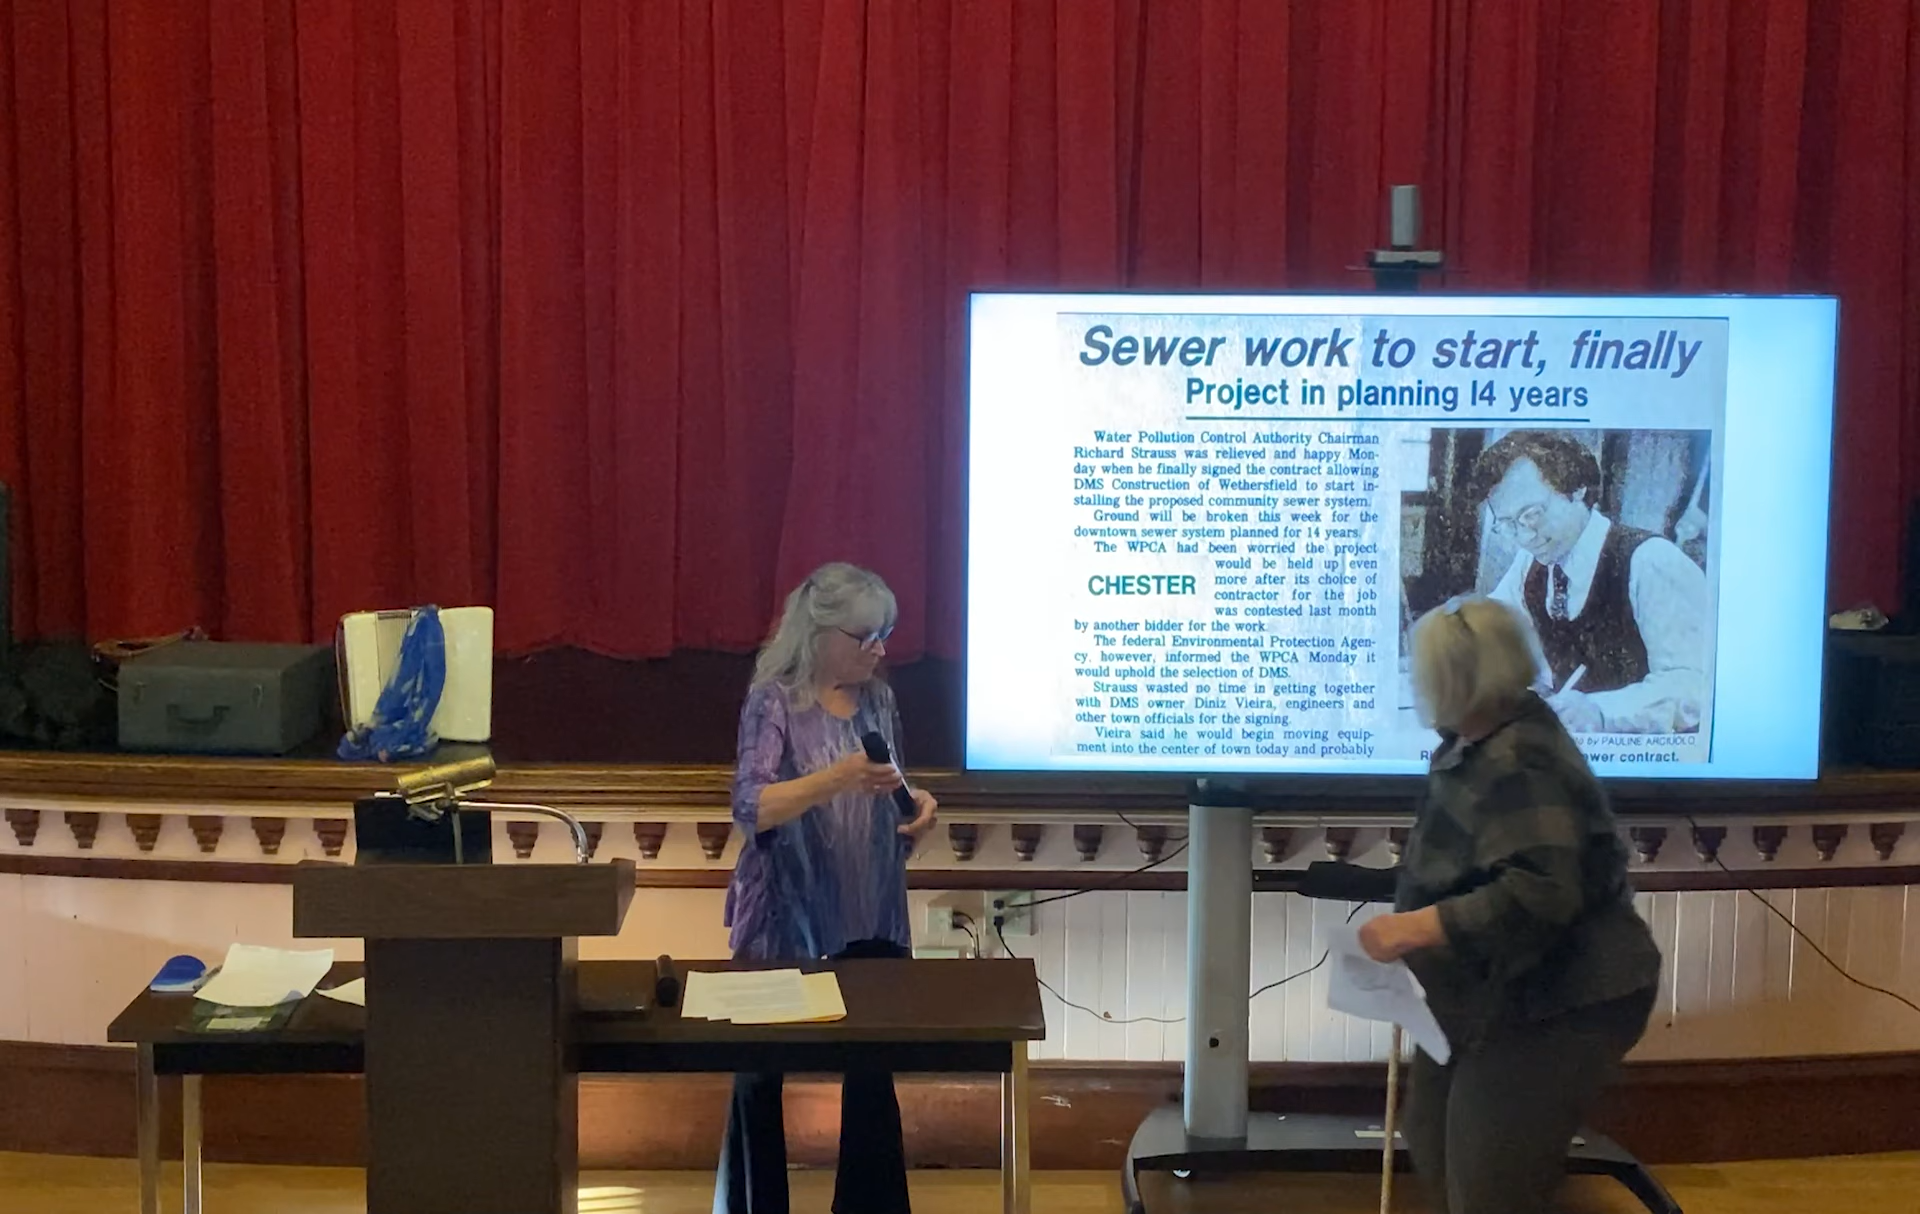 Sewer work to start, finally
Project in planning 14 years
Water Pollution Control Authority Chairman
Richard Strauss was relieved and happy Mon-
day when he finally signed the contract allowing
DMS Construction of Wethersfield to start in-
stalling the proposed community sewer system.
Ground will be broken this week for the
downtown sewer system planned for 14 years.
The WPCA had been worried the project
would be held up even
more after its choice of
contractor for the job
was contested last month
CHESTER
by another bidder for the work.
The federal Environmental Protection Agen-
cy, however, informed the WPCA Monday it
would uphold the selection of DMS.
Strauss wasted no time in getting together
with DMS owner Diniz Vieira, engineers and
other town officials for the signing.
Vieira said he would begin moving equip-
ment into the center of town today and probably
by PAULINE ARGIUOLO
contract.